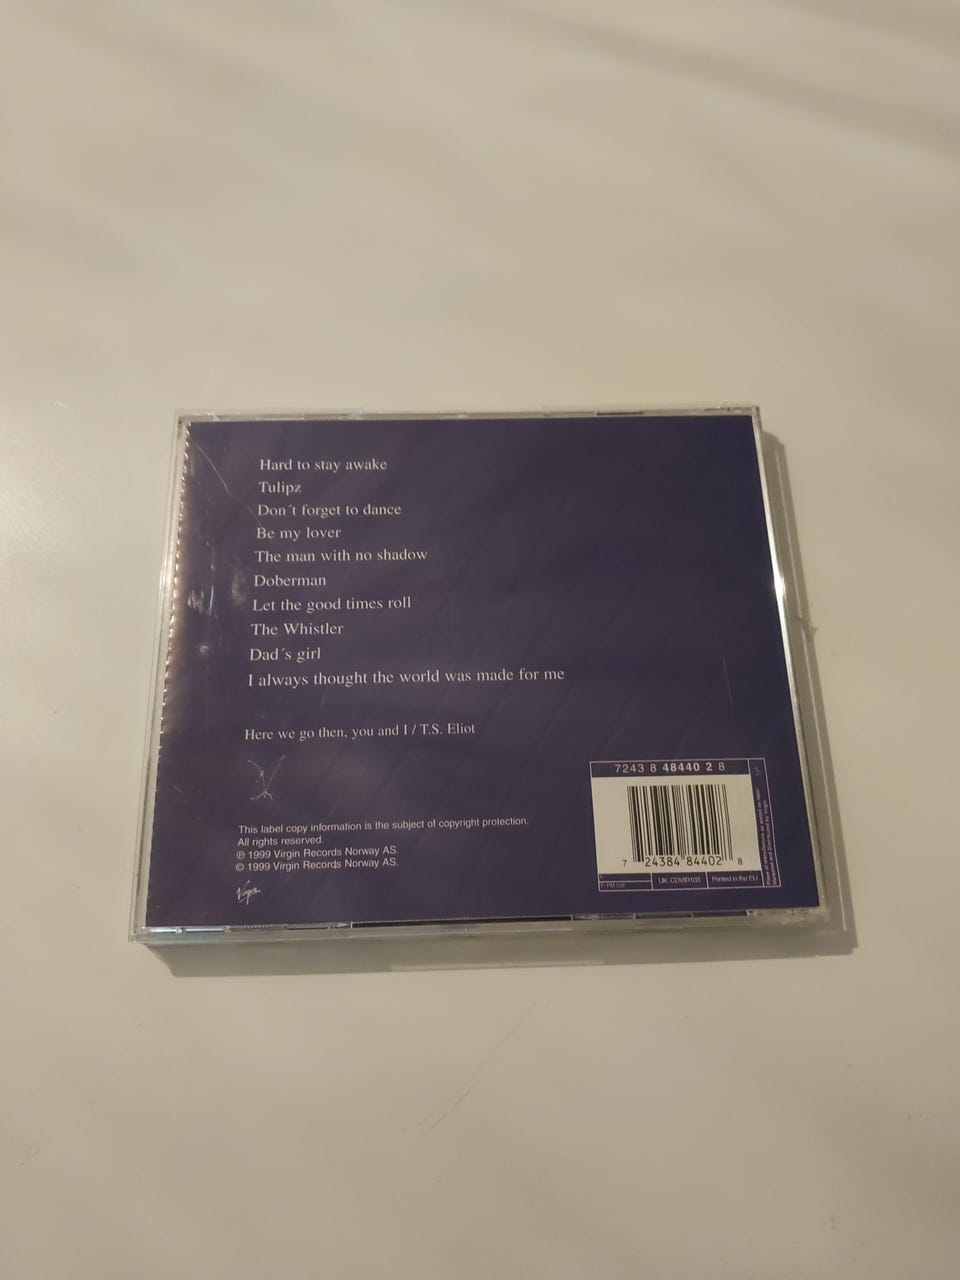 Hard to stay awake
Tulipz
Don´t forget to dance
Be my lover
The man with no shadow
Doberman
Let the good times roll
The Whistler
Dad´s girl
I always thought the world was made for me
Here we go then, you and I / T.S. Eliot
This label copy information is the subject of copyright protection.
All rights reserved.
℗ 1999 Virgin Records Norway AS.
© 1999 Virgin Records Norway AS.
Virgin
7243 8 48440 2 8
7 24384 84402 8
UK: CDVIR103
Printed in the EU